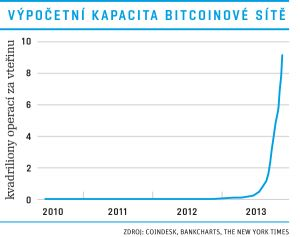 VÝPOČETNÍ KAPACITA BITCOINOVÉ SÍTĚ
kvadriliony operací za vteřinu
10
8
6
4
2
0
2010 2011 2012 2013
ZDROJ: COINDESK, BANKCHARTS, THE NEW YORK TIMES